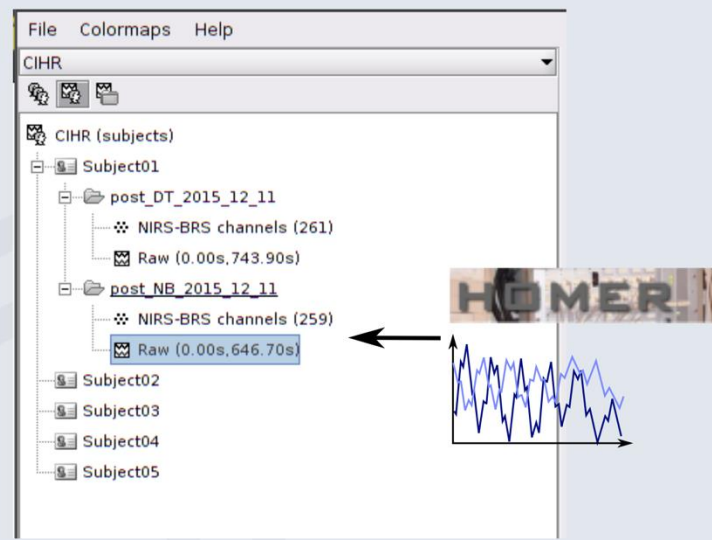 File Colormaps Help
CIHR
CIHR (subjects)
Subject01
post_DT_2015_12_11
NIRS-BRS channels (261)
Raw (0.00s,743.90s)
post_NB_2015_12_11
NIRS-BRS channels (259)
Raw (0.00s,646.70s)
Subject02
Subject03
Subject04
Subject05
HOMER